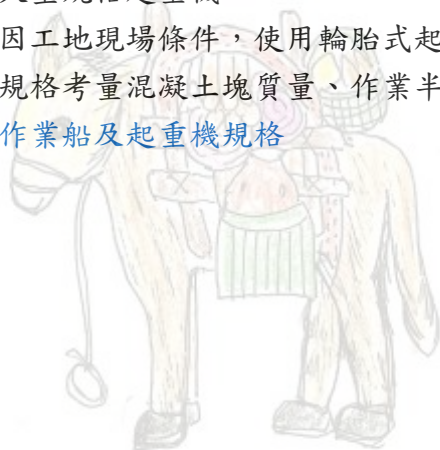 因工地現場條件，使用輪胎式起
規格考量混凝土塊質量、作業半
作業船及起重機規格